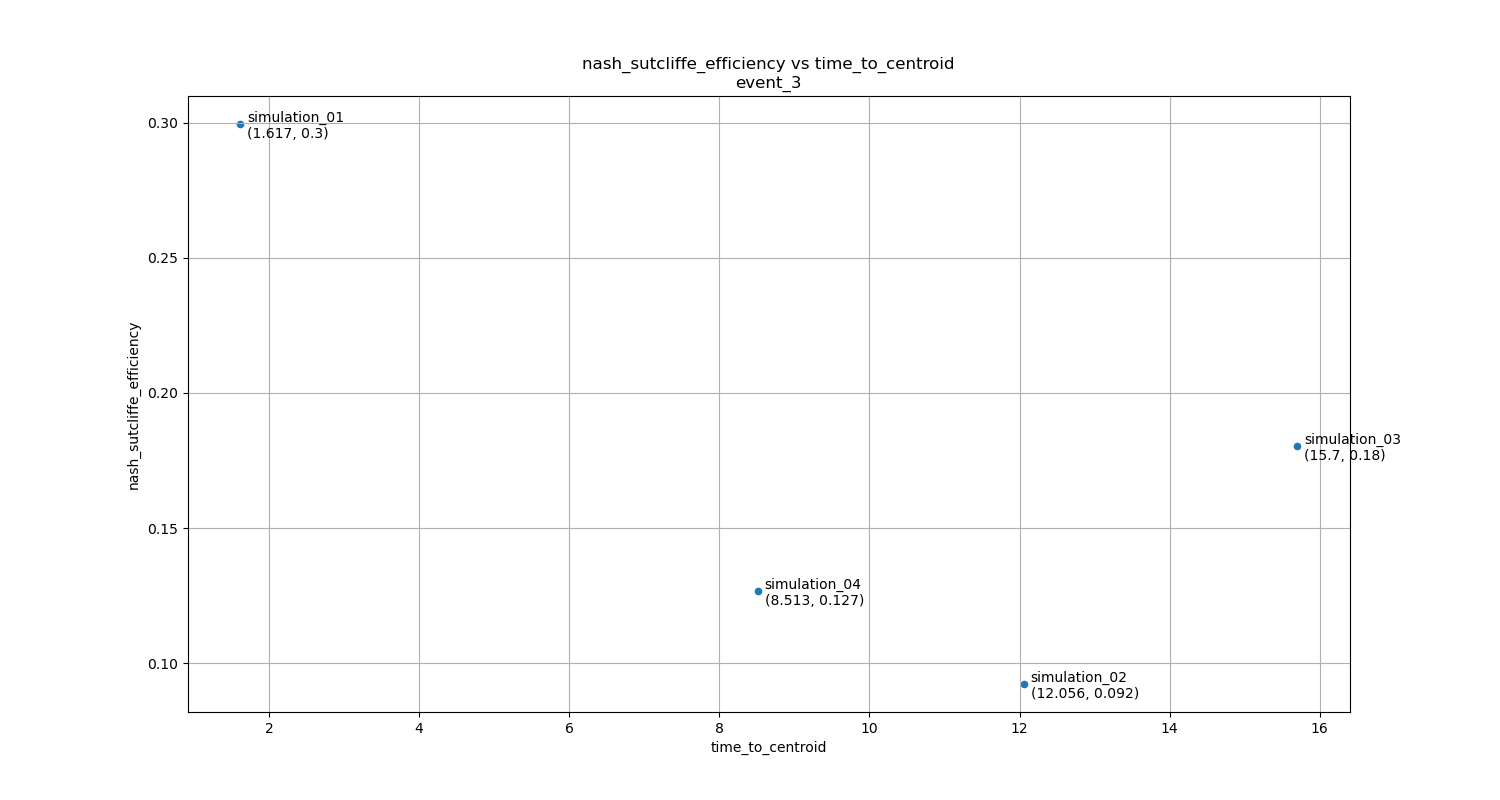 nash_sutcliffe_efficiency vs time_to_centroid
event_3
simulation_01
(1.617, 0.3)
0.30
0.25
0.20
simulation_03
(15.7, 0.18)
0.15
simulation_04
(8.513, 0.127)
0.10
simulation_02
(12.056, 0.092)
nash_sutcliffe_efficiency
2
4
6
8
10
12
14
16
time_to_centroid